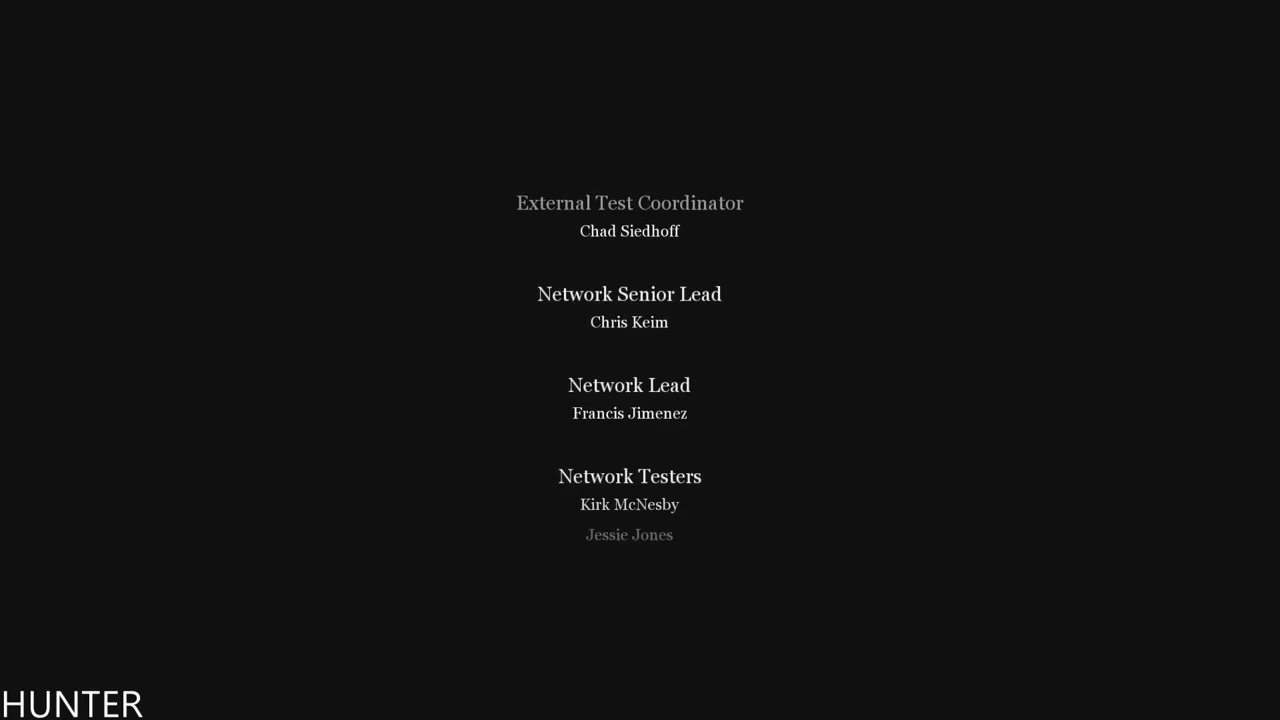 External Test Coordinator
Chad Siedhoff
Network Senior Lead
Chris Keim
Network Lead
Francis Jimenez
Network Testers
Kirk McNesby
Jessie Jones
HUNTER